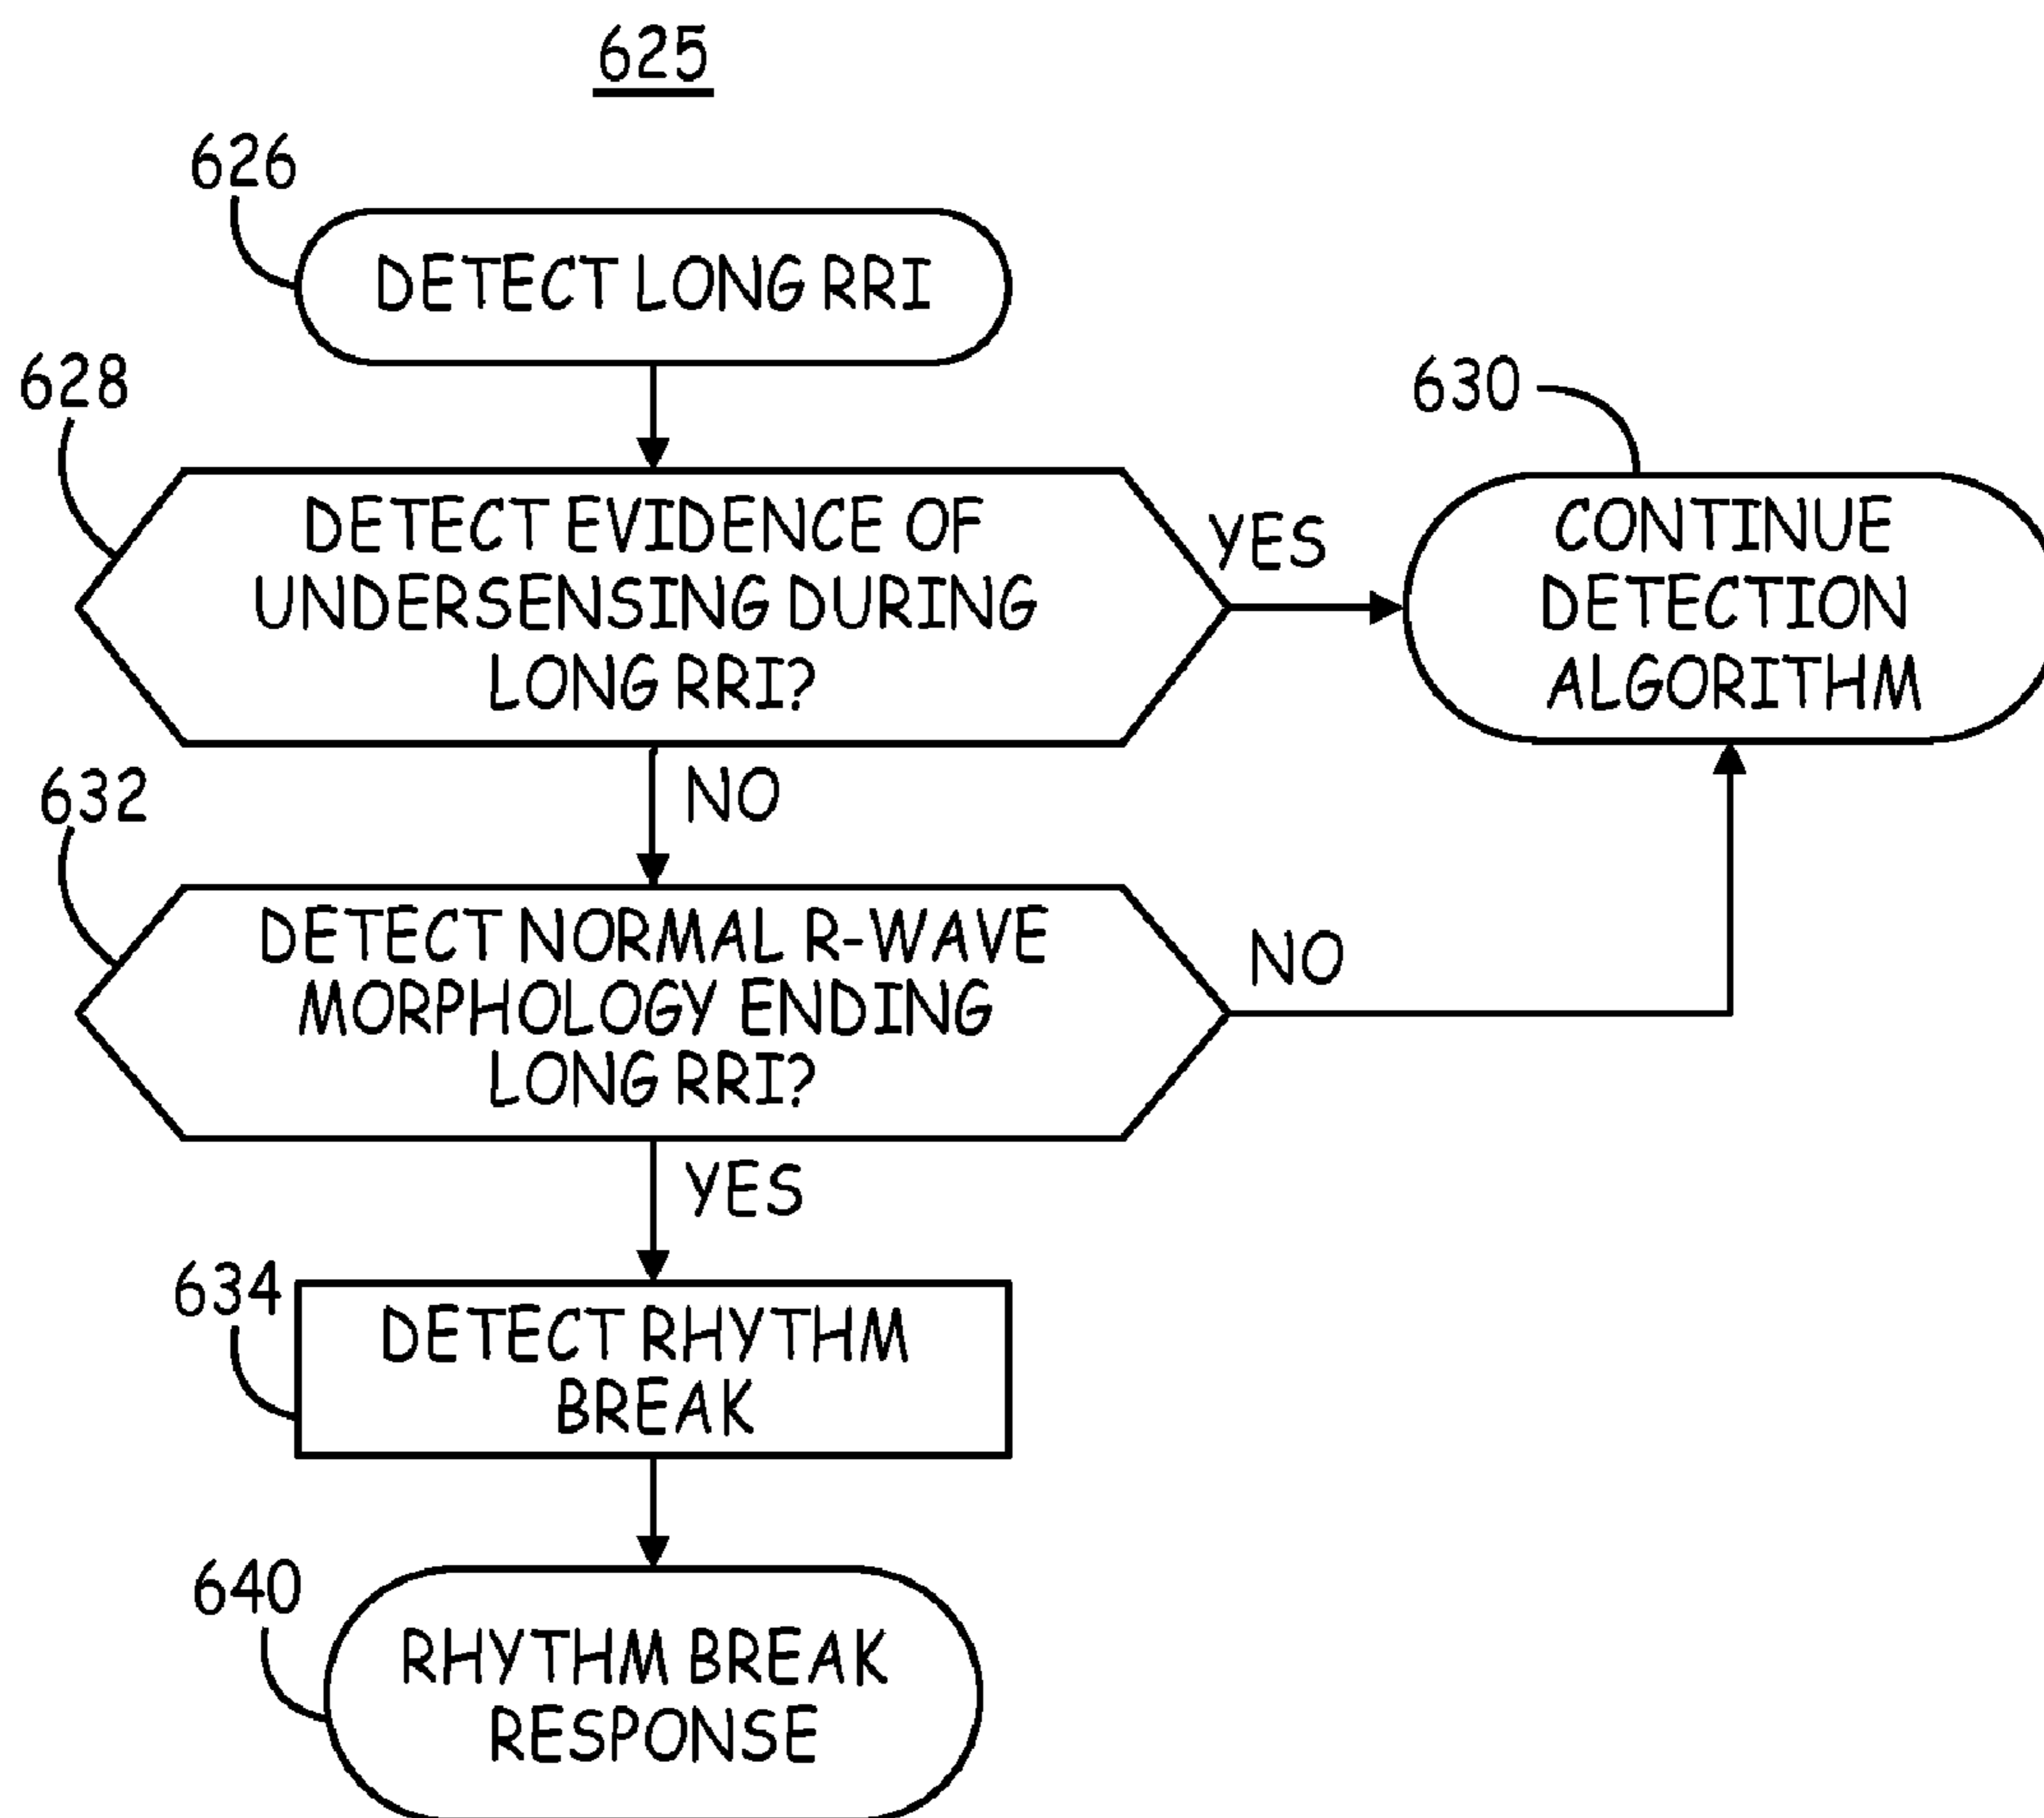 625
626
DETECT LONG RRI
628
DETECT EVIDENCE OF
UNDERSENSING DURING
LONG RRI?
YES
630
CONTINUE
DETECTION
ALGORITHM
NO
632
DETECT NORMAL R-WAVE
MORPHOLOGY ENDING
LONG RRI?
NO
YES
634
DETECT RHYTHM
BREAK
640
RHYTHM BREAK
RESPONSE